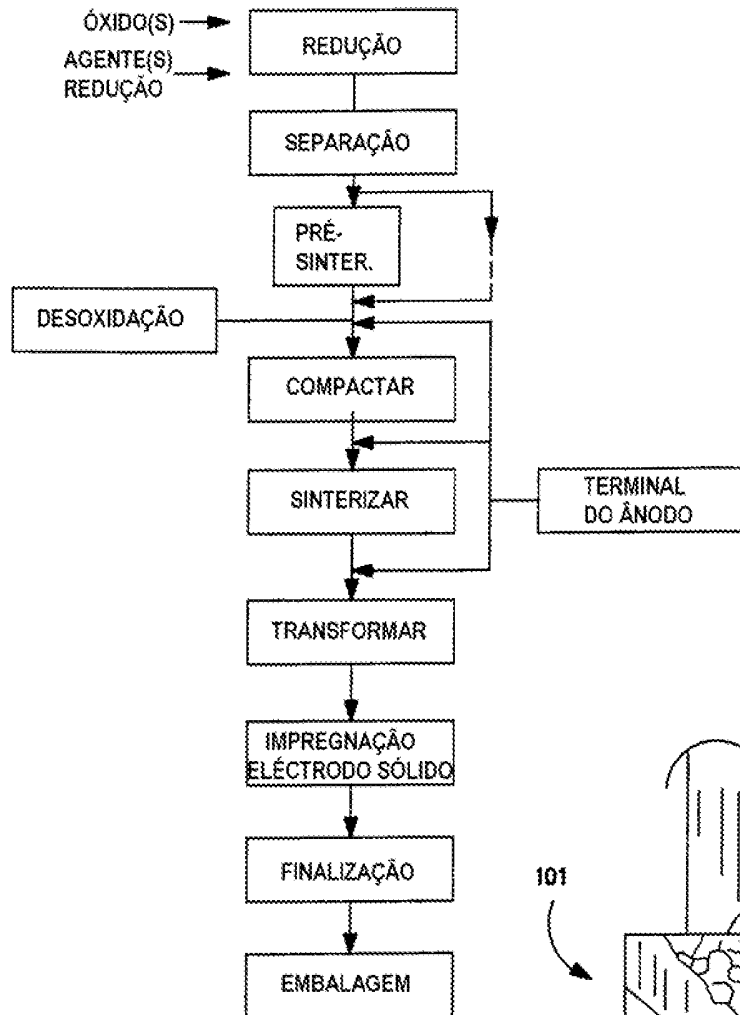 ÓXIDO(S)
AGENTE(S)
REDUÇÃO
REDUÇÃO
SEPARAÇÃO
PRÉ-
SINTER.
DESOXIDAÇÃO
COMPACTAR
SINTERIZAR
TERMINAL
DO ÂNODO
TRANSFORMAR
IMPREGNAÇÃO
ELÉCTRODO SÓLIDO
FINALIZAÇÃO
101
EMBALAGEM